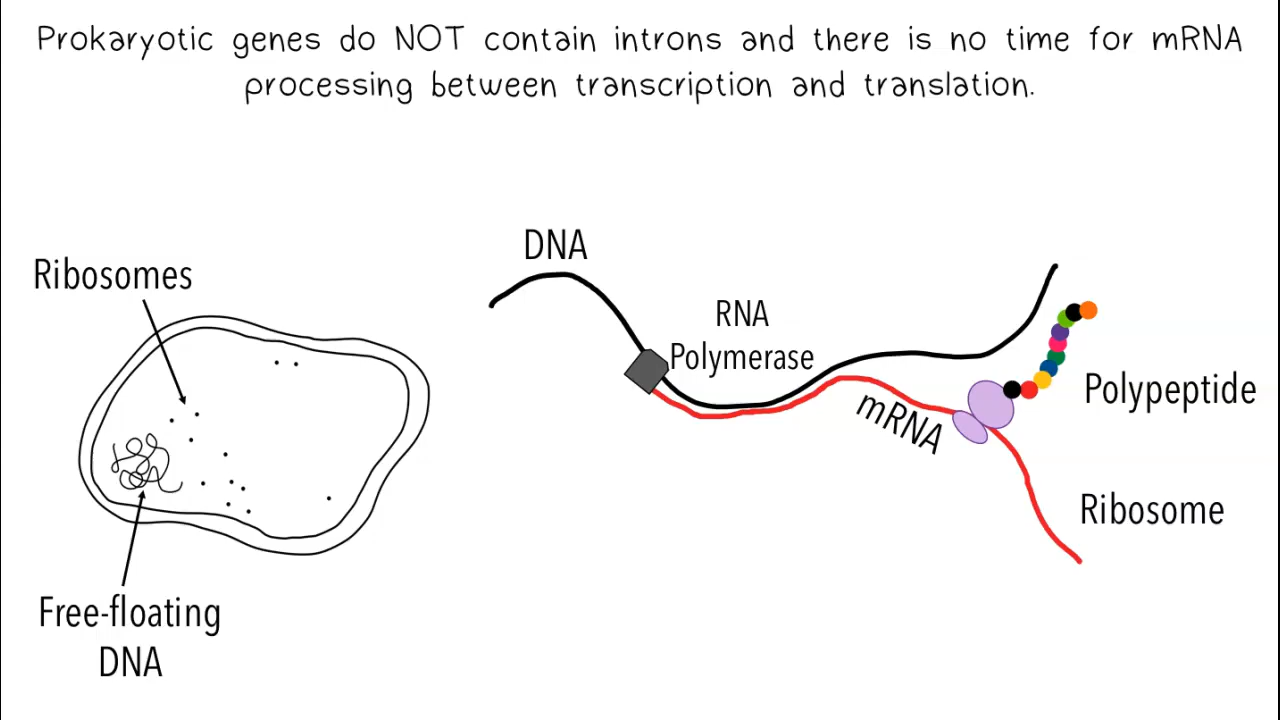 Prokaryotic genes do NOT contain introns and there is no time for mRNA
processing between transcription and translation.
Ribosomes
Free-floating
DNA
DNA
RNA
Polymerase
mRNA
Polypeptide
Ribosome